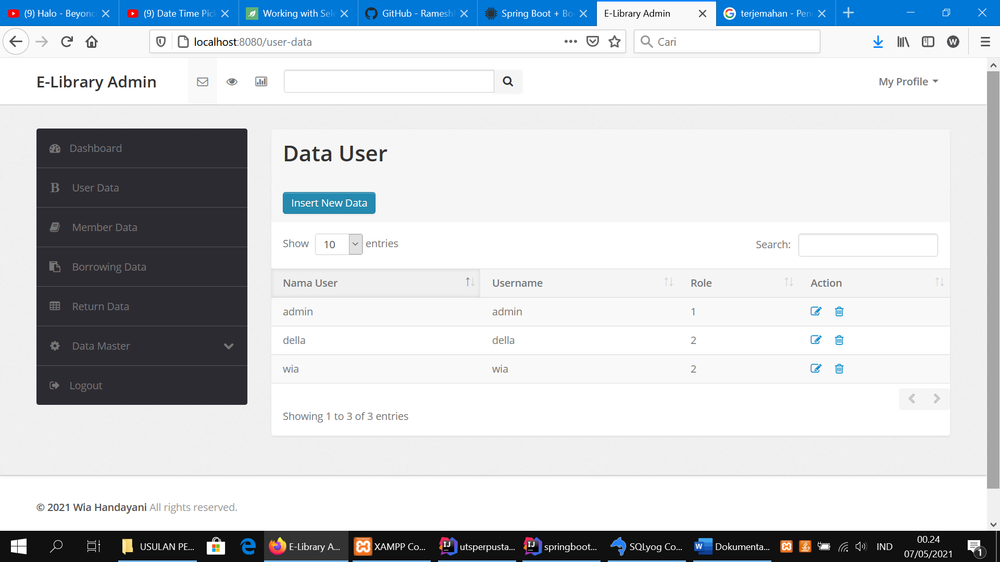 (9) Halo - Beyonc
(9) Date Time Pick
Working with Sele
GitHub - Ramesh
Spring Boot + Bo
E-Library Admin
terjemahan - Pen
localhost:8080/user-data
Cari
E-Library Admin
My Profile
Dashboard
User Data
Member Data
Borrowing Data
Return Data
Data Master
Logout
Data User
Insert New Data
Show 10 entries
Search:
Nama User Username Role Action
admin admin 1
della della 2
wia wia 2
Showing 1 to 3 of 3 entries
© 2021 Wia Handayani All rights reserved.
USULAN PE...
E-Library A...
XAMPP Co...
utsperpusta...
springboot...
SQLyog Co...
Dokumenta...
IND
00.24
07/05/2021
1